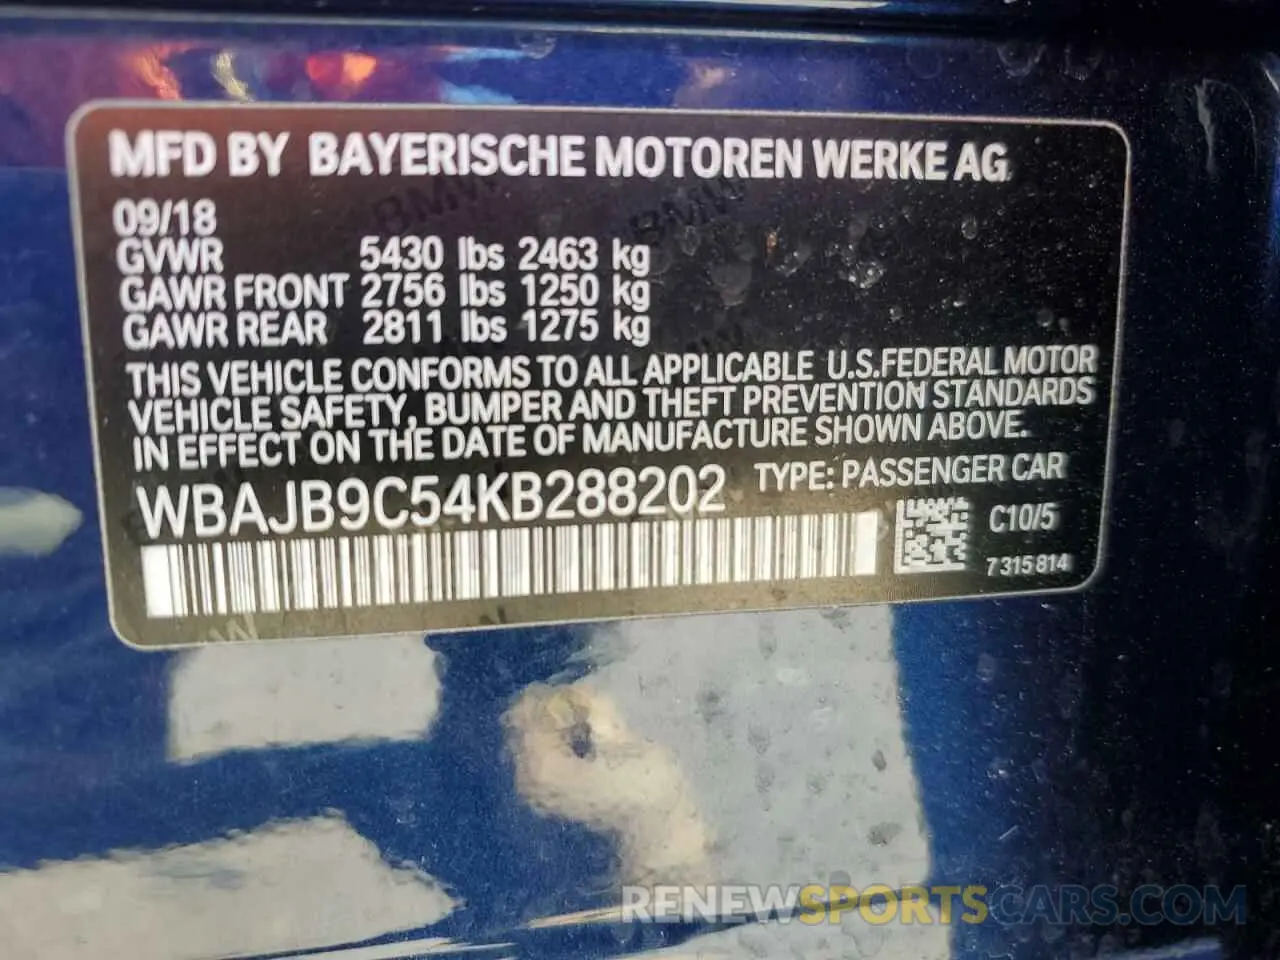 MFD BY BAYERISCHE MOTOREN WERKE AG
09/18
GVWR 5430 lbs 2463 kg
GAWR FRONT 2756 lbs 1250 kg
GAWR REAR 2811 lbs 1275 kg
THIS VEHICLE CONFORMS TO ALL APPLICABLE U.S.FEDERAL MOTOR
VEHICLE SAFETY, BUMPER AND THEFT PREVENTION STANDARDS
IN EFFECT ON THE DATE OF MANUFACTURE SHOWN ABOVE.
WBAJB9C54KB288202 TYPE: PASSENGER CAR
C10/5
7 315 814
RENEWSPORTSCARS.COM